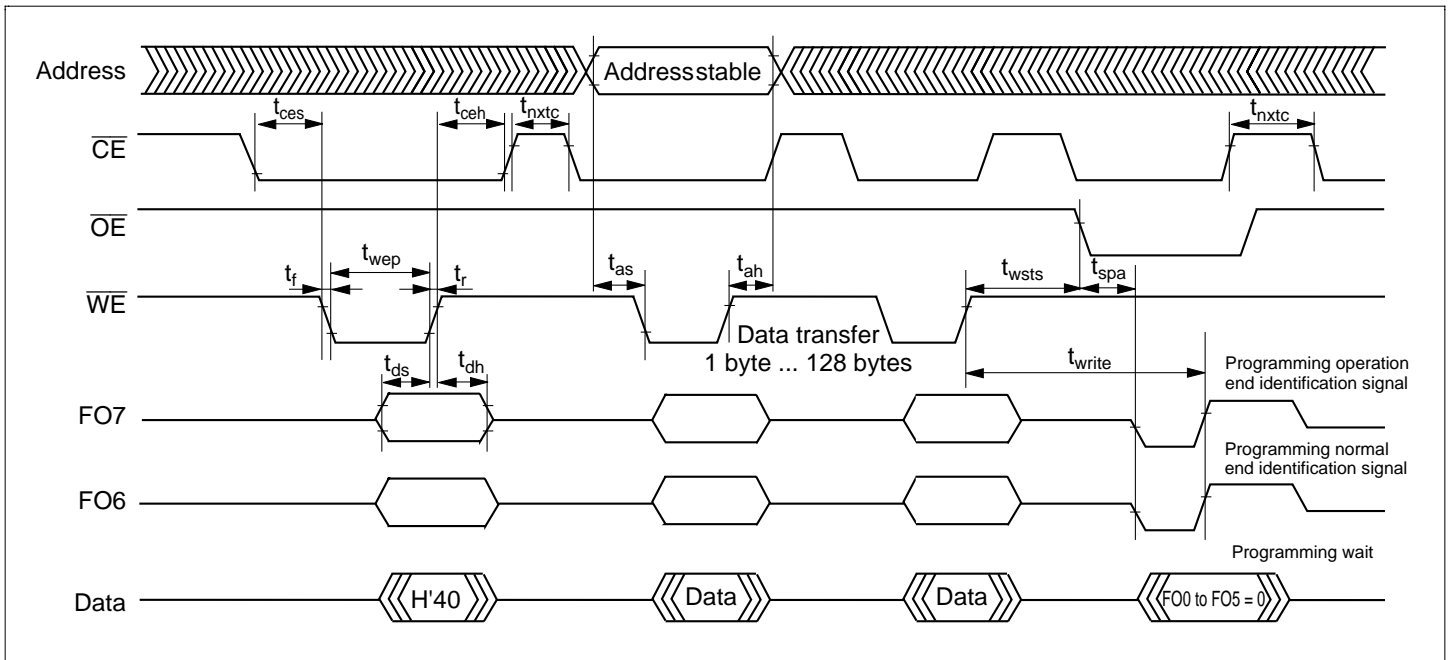 Address
Address stable
t_ces
t_ceh
t_nxtc
t_nxtc
CE
OE
t_wep
t_f
t_r
t_as
t_ah
t_wsts
t_spa
WE
Data transfer
1 byte ... 128 bytes
t_ds
t_dh
t_write
Programming operation
end identification signal
FO7
Programming normal
end identification signal
FO6
Programming wait
Data
H'40
Data
Data
FO0 to FO5 = 0